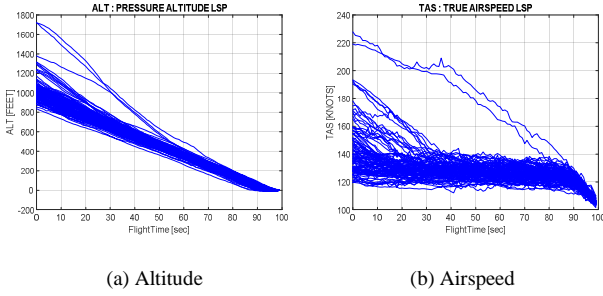 ALT : PRESSURE ALTITUDE LSP
1800
1600
1400
1200
1000
800
600
400
200
0
-200
ALT [FEET]
0 10 20 30 40 50 60 70 80 90 100
FlightTime [sec]
(a) Altitude
TAS : TRUE AIRSPEED LSP
240
220
200
180
160
140
120
100
TAS [KNOTS]
0 10 20 30 40 50 60 70 80 90 100
FlightTime [sec]
(b) Airspeed